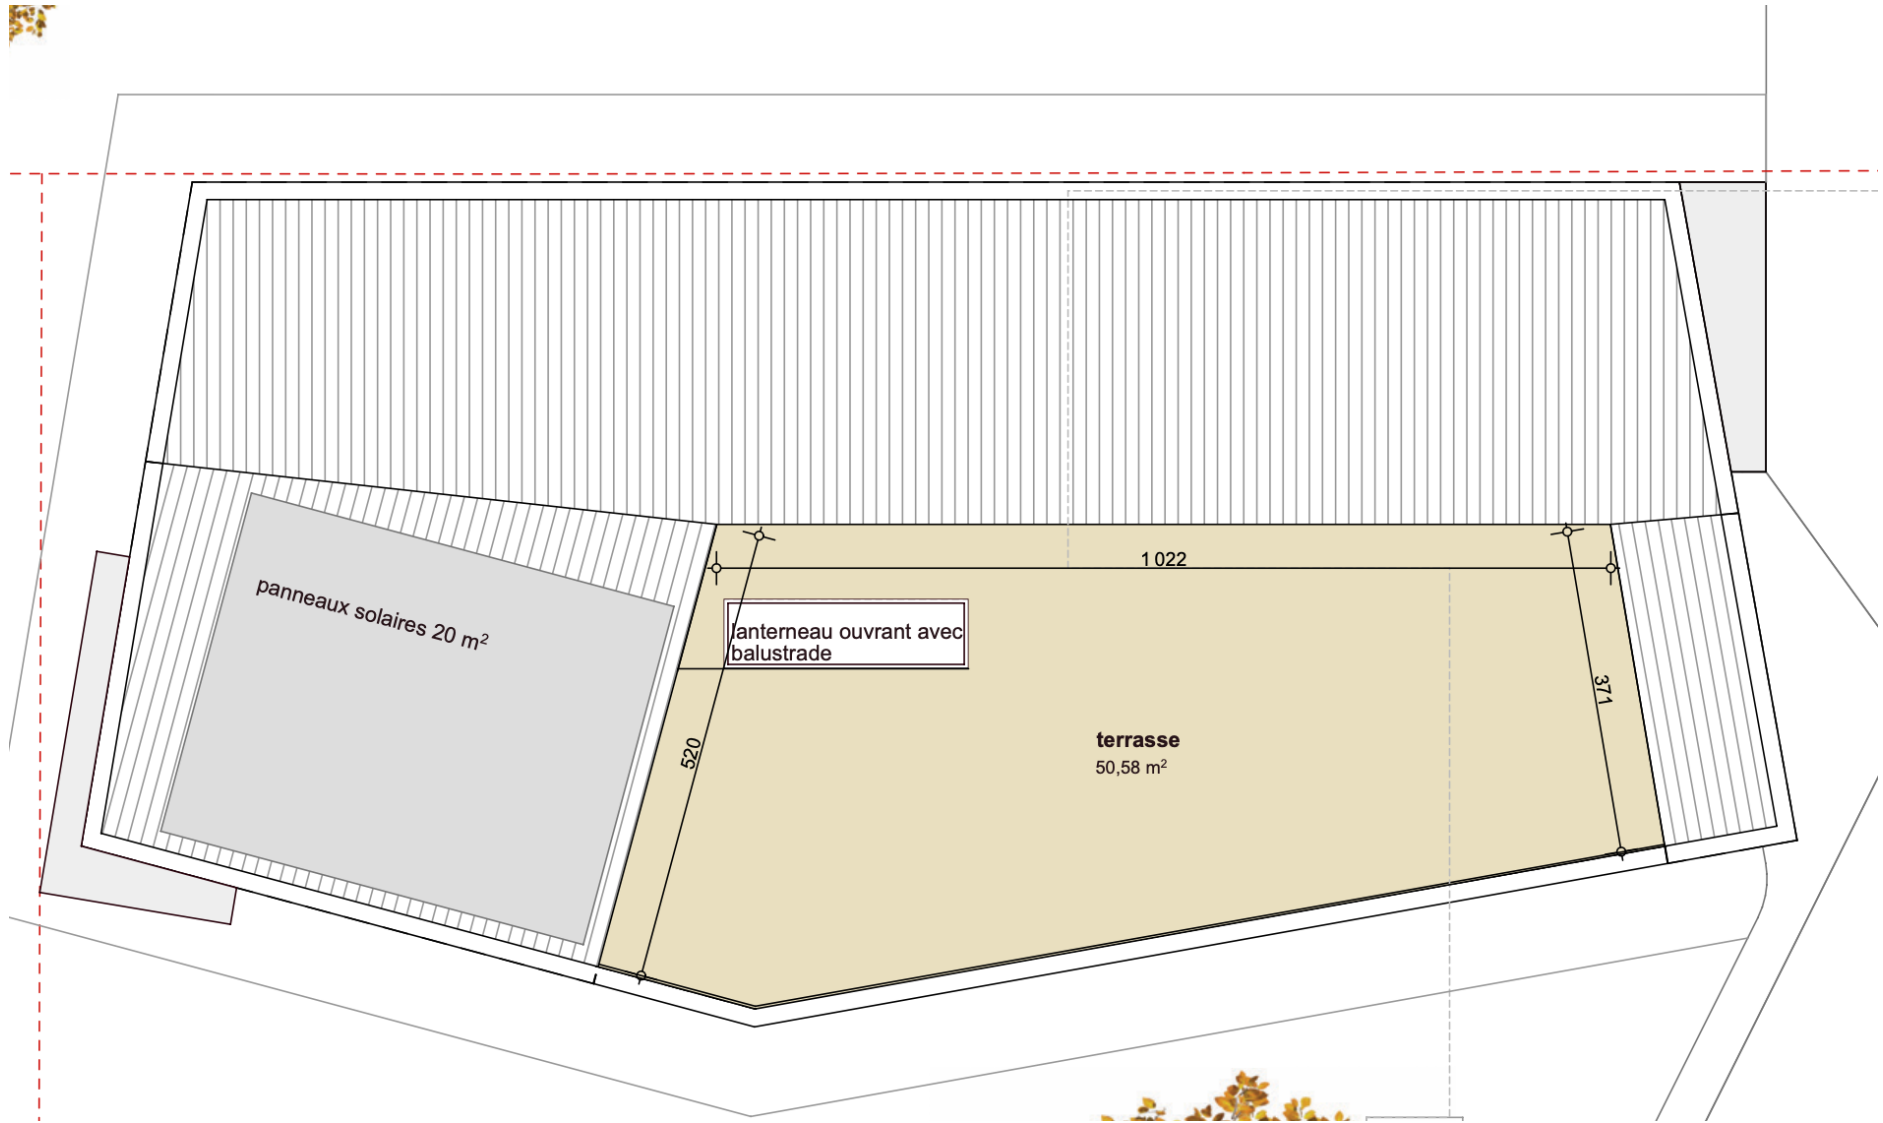 1 022
panneaux solaires 20 m²
lanterneau ouvrant avec
balustrade
371
520
terrasse
50,58 m²